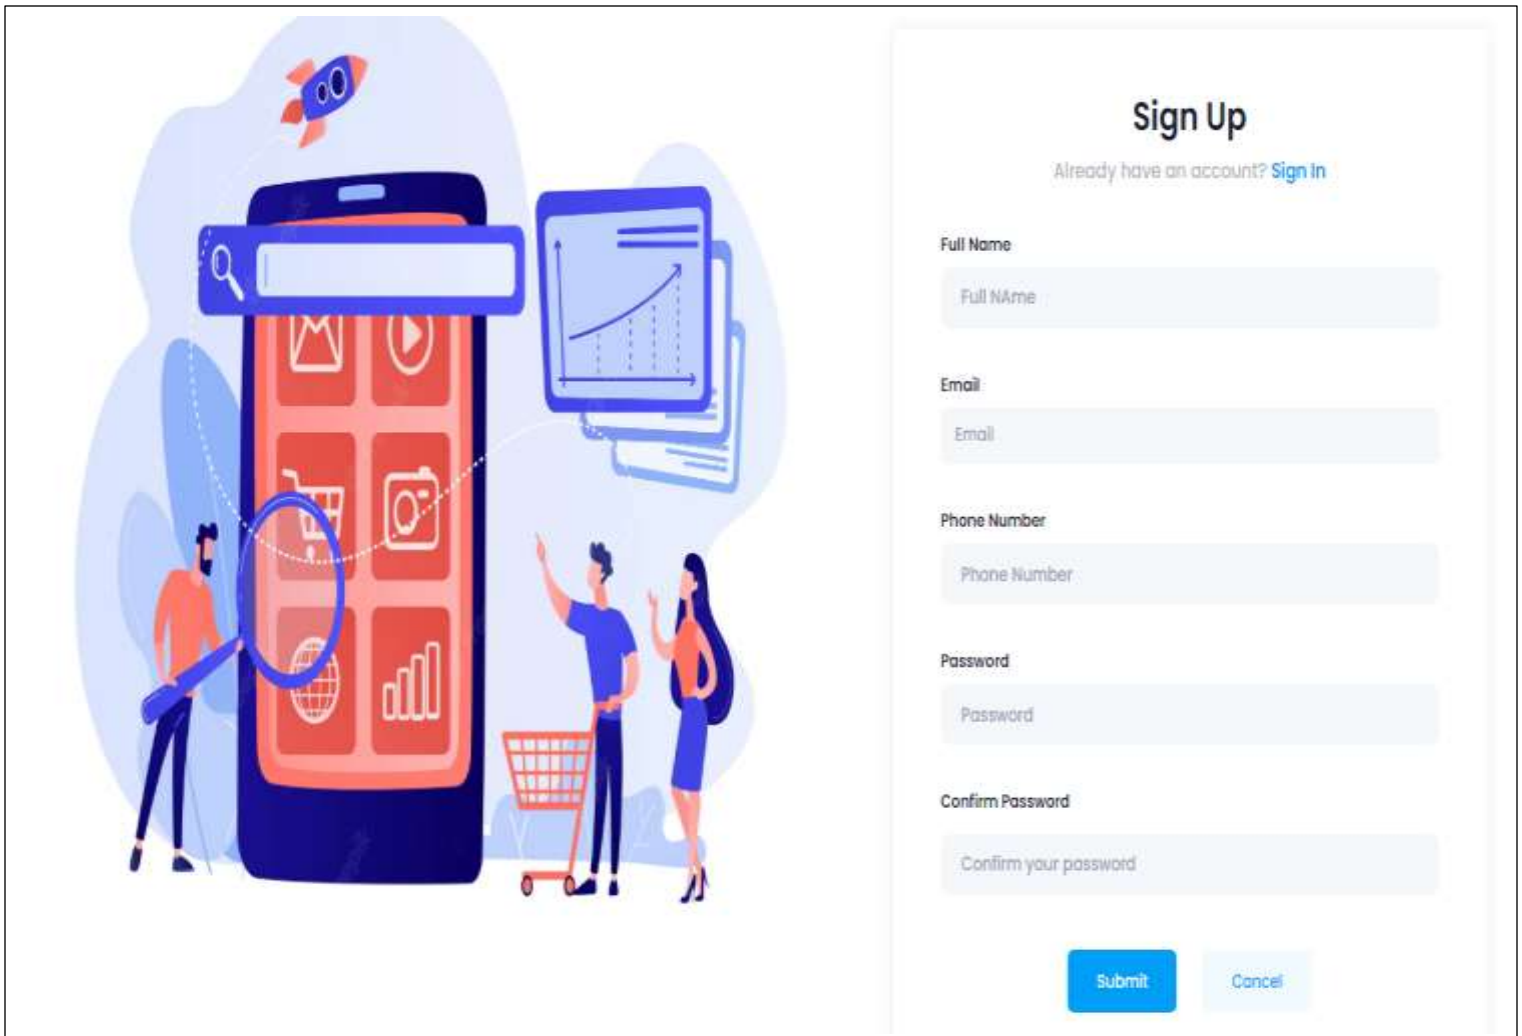 Sign Up
Already have an account? Sign In
Full Name
Full NAme
Email
Email
Phone Number
Phone Number
Password
Password
Confirm Password
Confirm your password
Submit Cancel